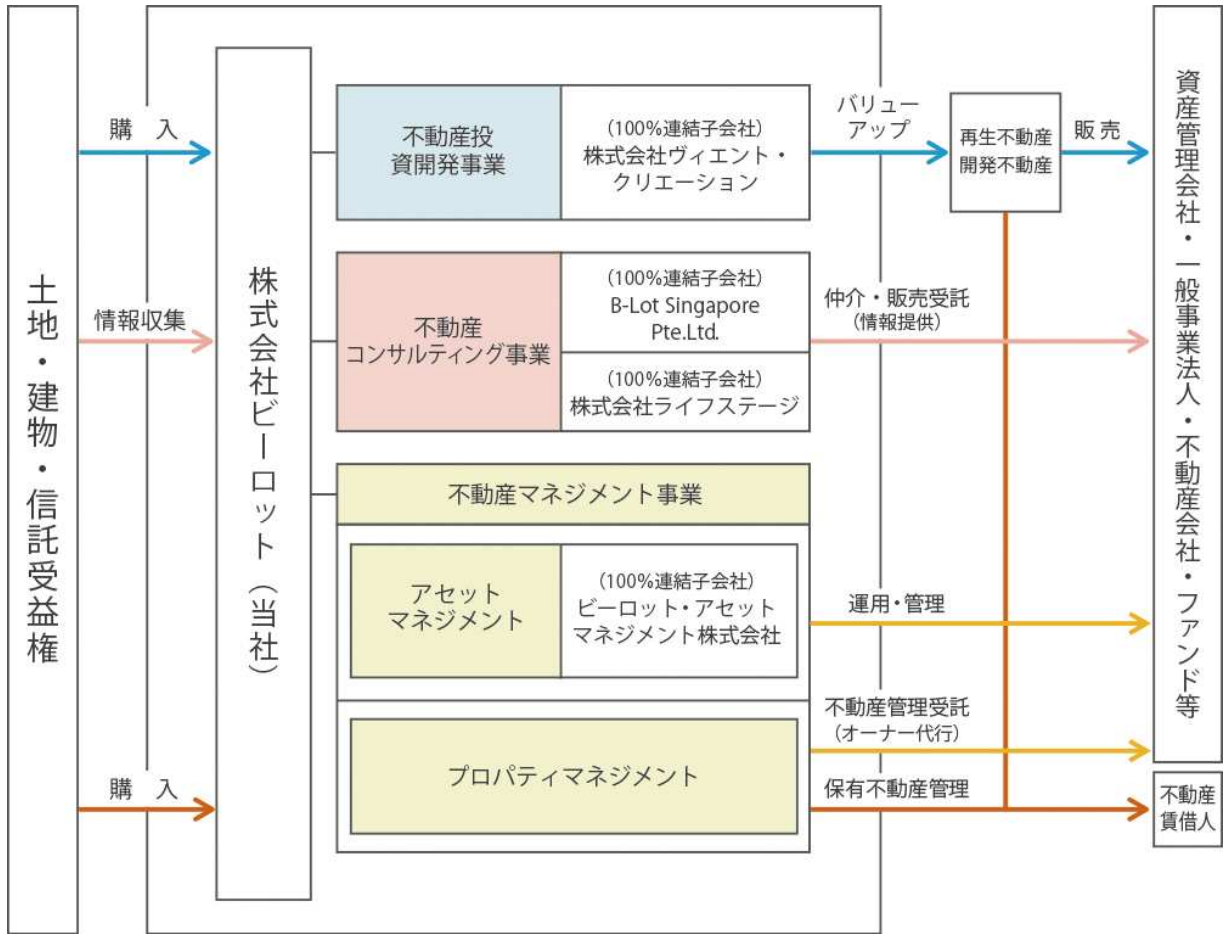 土地・建物・信託受益権
購 入
情報収集
購 入
株式会社ビーロット（当社）
不動産投
資開発事業
(100%連結子会社)
株式会社ヴィエント・
クリエーション
不動産
コンサルティング事業
(100%連結子会社)
B-Lot Singapore
Pte.Ltd.
(100%連結子会社)
株式会社ライフステージ
不動産マネジメント事業
アセット
マネジメント
(100%連結子会社)
ビーロット・アセット
マネジメント株式会社
プロパティマネジメント
バリュー
アップ
再生不動産
開発不動産
販 売
仲介・販売受託
（情報提供）
運用・管理
不動産管理受託
（オーナー代行）
保有不動産管理
資産管理会社・一般事業法人・不動産会社・ファンド等
不動産
賃借人